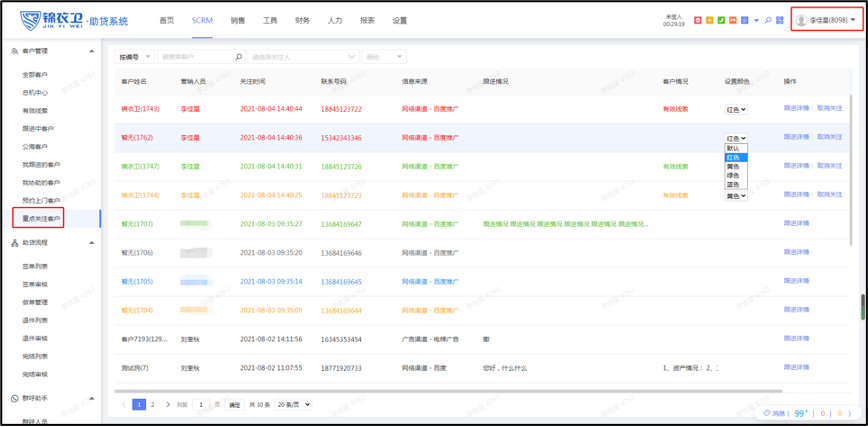 锦衣卫 JIN YI WEI ·助贷系统
首页 SCRM 销售 工具 财务 人力 报表 设置
未签入
00:29:13
李佳星(8098)
客户管理
全部客户
总机中心
有效线索
跟进中客户
公海客户
我跟进的客户
我协助的客户
预约上门客户
重点关注客户
助贷流程
签单列表
签单审核
做单管理
退件列表
退件审核
完结列表
完结审核
群呼助手
群呼人员
按编号 请搜索客户 请选择关注人 颜色
客户姓名 营销人员 关注时间 联系号码 信息来源 跟进情况 客户情况 设置颜色 操作
锦衣卫(1743) 李佳星 2021-08-04 14:40:44 18845123722 网络渠道 - 百度推广 有效线索 红色 跟进详情 取消关注
暂无(1762) 李佳星 2021-08-04 14:40:36 15342343346 网络渠道 - 百度推广 红色 跟进详情 取消关注
默认
红色
黄色
绿色
蓝色
锦衣卫(1747) 李佳星 2021-08-04 14:40:31 18845123726 网络渠道 - 百度推广 有效线索 跟进详情 取消关注
锦衣卫(1744) 李佳星 2021-08-04 14:40:25 18845123723 网络渠道 - 百度推广 有效线索 黄色 跟进详情 取消关注
暂无(1707) 2021-08-03 09:35:27 13684169647 网络渠道 - 百度推广 跟进情况 跟进情况 跟进情况 跟进情况 跟进情况 跟进情况... 跟进详情
暂无(1706) 2021-08-03 09:35:20 13684169646 网络渠道 - 百度推广 跟进详情
暂无(1705) 2021-08-03 09:35:14 13684169645 网络渠道 - 百度推广 跟进详情
暂无(1704) 2021-08-03 09:35:09 13684169644 网络渠道 - 百度推广 跟进详情
客户7193(129... 刘奎秋 2021-08-02 14:11:56 16345353454 广告渠道 - 电梯广告 跟进详情
测试测(7) 刘奎秋 2021-08-02 11:07:55 18771920733 网络渠道 - 百度 您好，什么什么 1、资产情况： 2、 跟进详情
1 2 到第 1 页 确定 共 30 条 20 条/页
消息 ( 99+ | 0 | 0 )